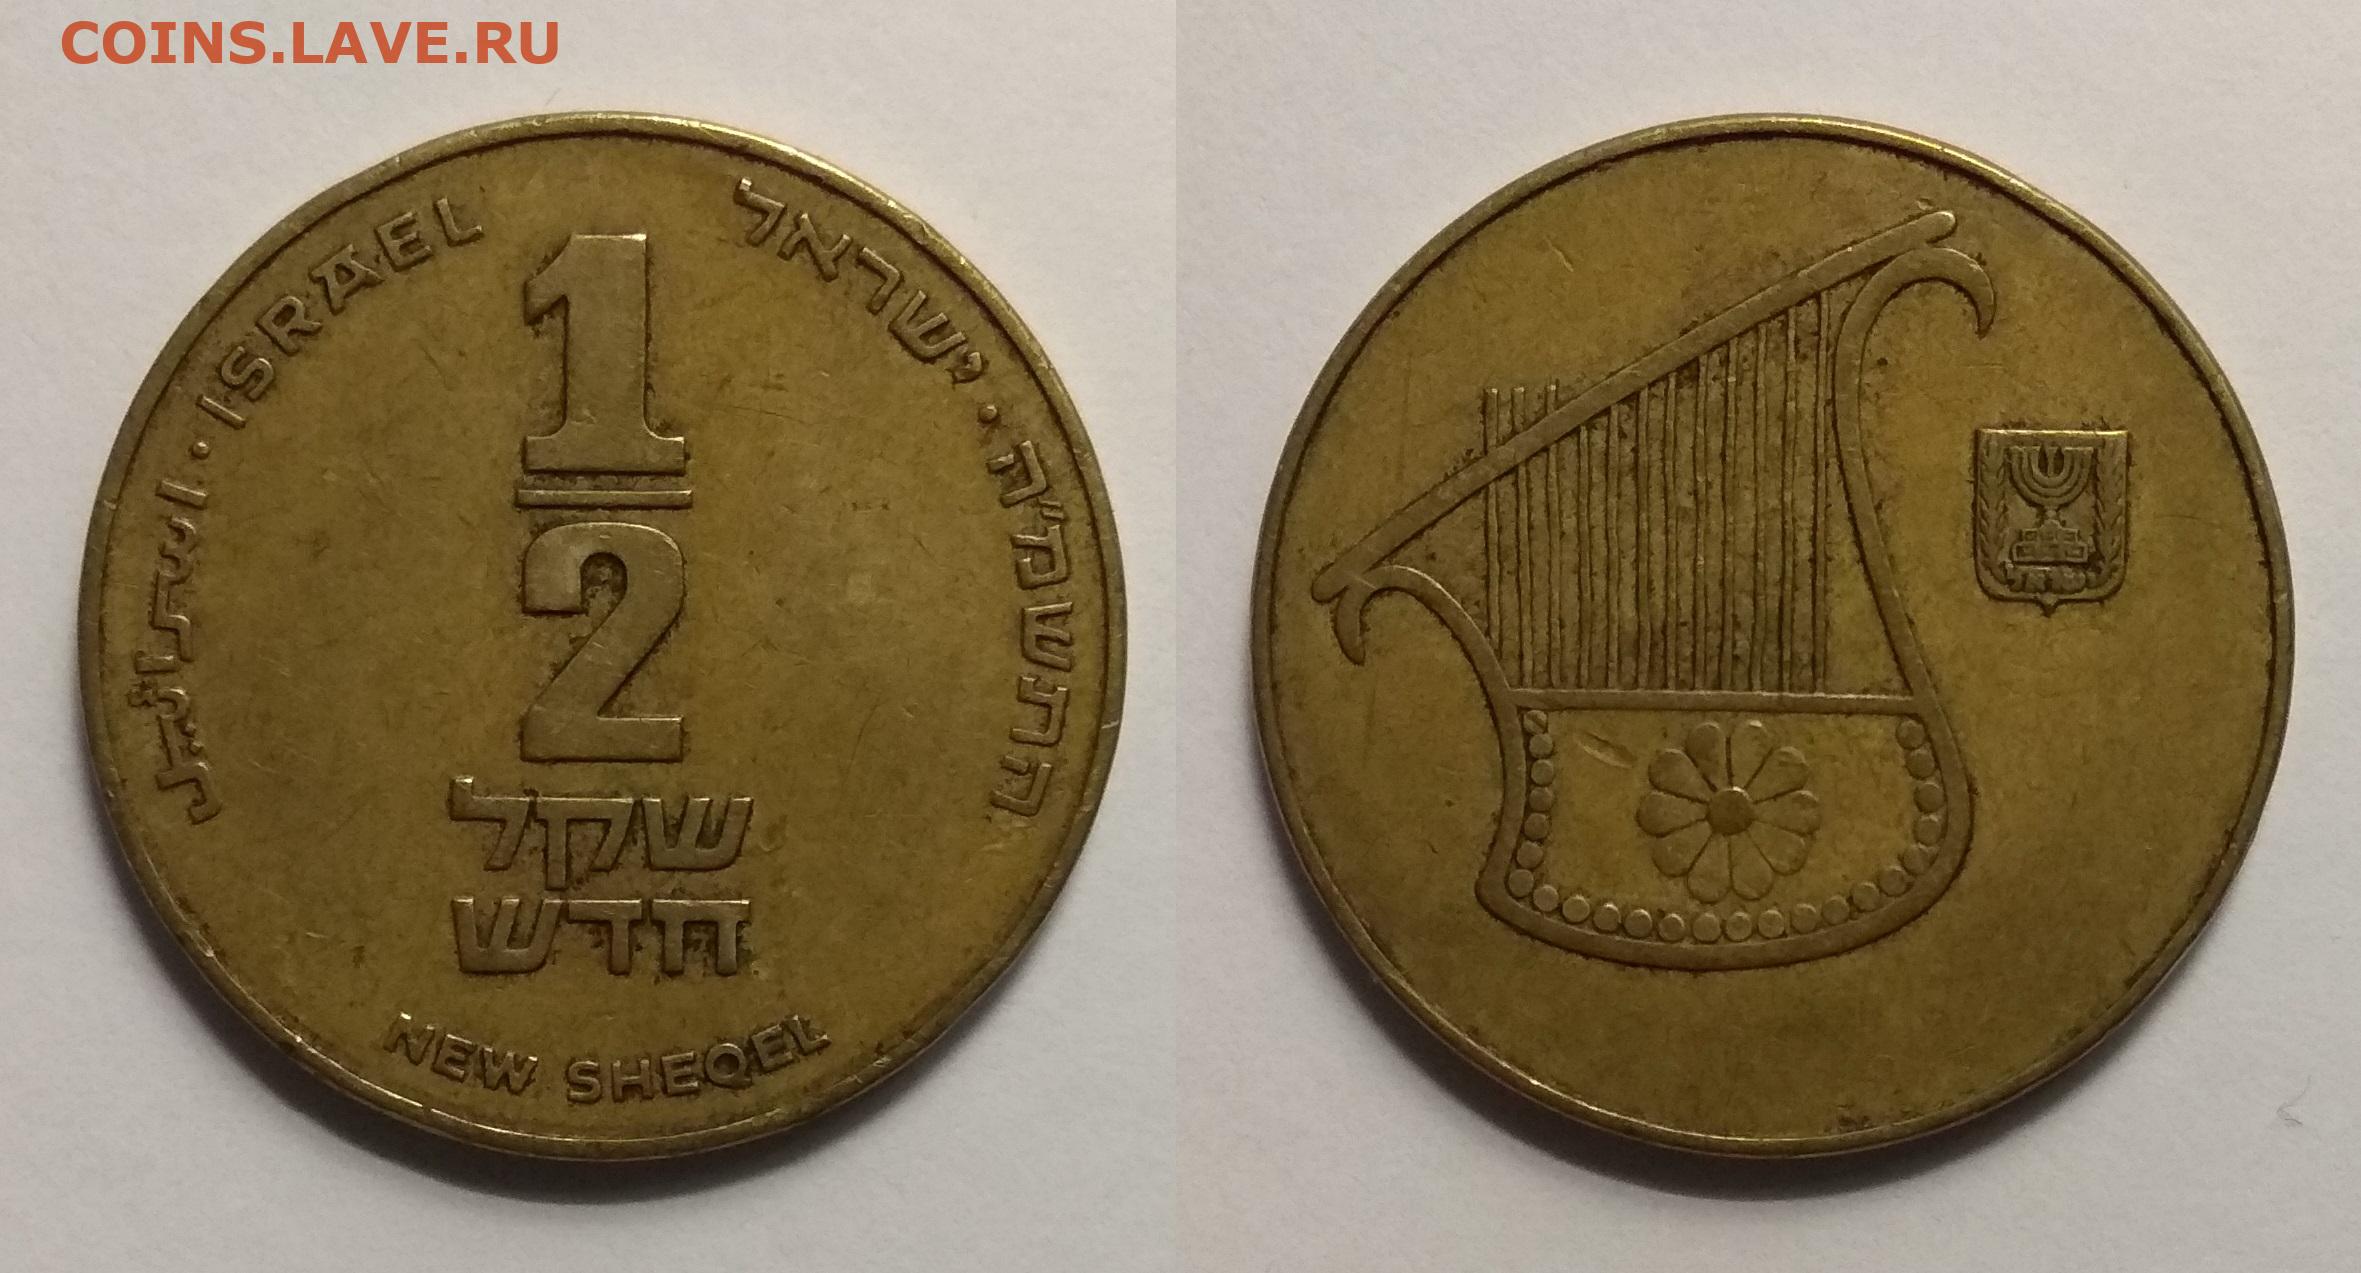 COINS.LAVE.RU
إسرائيل · ISRAEL
ישראל · התשמ"ה
1
2
שקל
חדש
NEW SHEQEL
ישראל